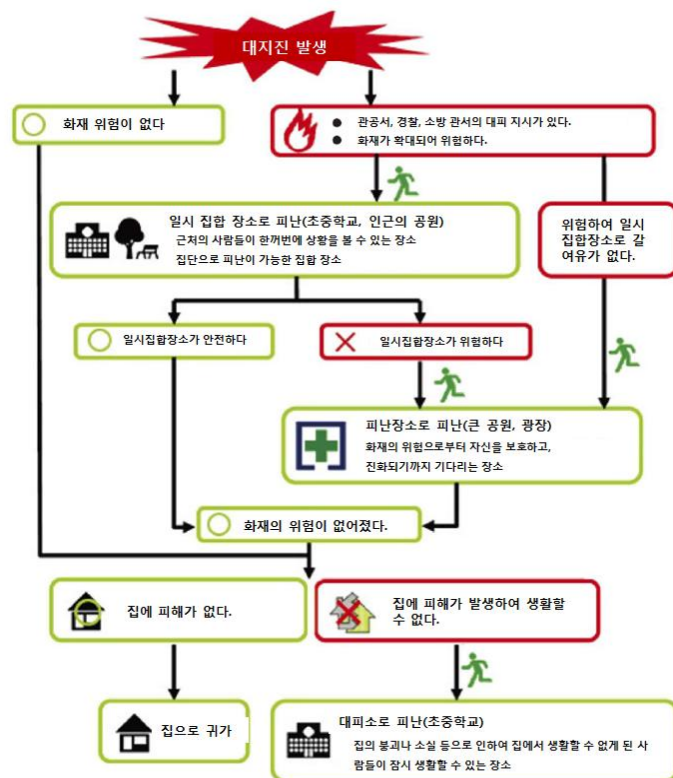 대지진 발생
화재 위험이 없다
● 관공서, 경찰, 소방 관서의 대피 지시가 있다.
● 화재가 확대되어 위험하다.
일시 집합 장소로 피난(초중학교, 인근의 공원)
근처의 사람들이 한꺼번에 상황을 볼 수 있는 장소
집단으로 피난이 가능한 집합 장소
위험하여 일시
집합장소로 갈
여유가 없다.
일시집합장소가 안전하다
일시집합장소가 위험하다
피난장소로 피난(큰 공원, 광장)
화재의 위험으로부터 자신을 보호하고,
진화되기까지 기다리는 장소
화재의 위험이 없어졌다.
집에 피해가 없다.
집에 피해가 발생하여 생활할
수 없다.
집으로 귀가
대피소로 피난(초중학교)
집의 붕괴나 소실 등으로 인하여 집에서 생활할 수 없게 된 사
람들이 잠시 생활할 수 있는 장소